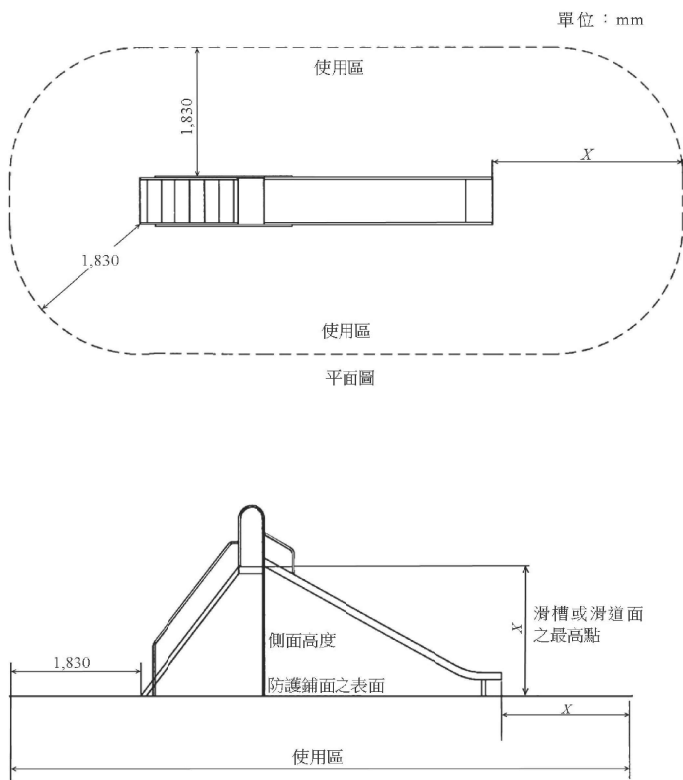 單位：mm
使用區
1,830
X
1,830
使用區
平面圖
X
滑槽或滑道面
之最高點
側面高度
1,830
防護鋪面之表面
X
使用區